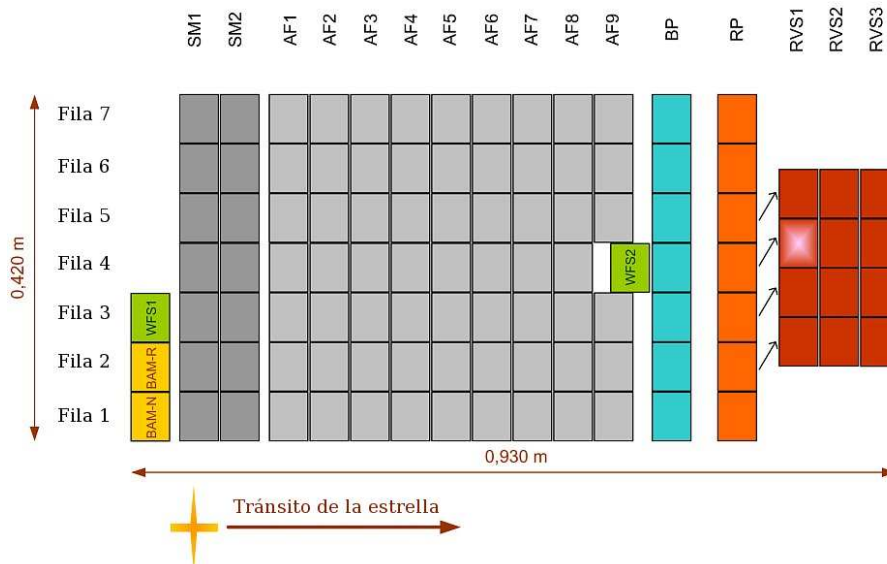 SM1 SM2 AF1 AF2 AF3 AF4 AF5 AF6 AF7 AF8 AF9 BP RP RVS1 RVS2 RVS3
Fila 7
Fila 6
Fila 5
Fila 4
WFS2
Fila 3
WFS1
Fila 2
BAM-R
Fila 1
BAM-N
0,420 m
0,930 m
Tránsito de la estrella